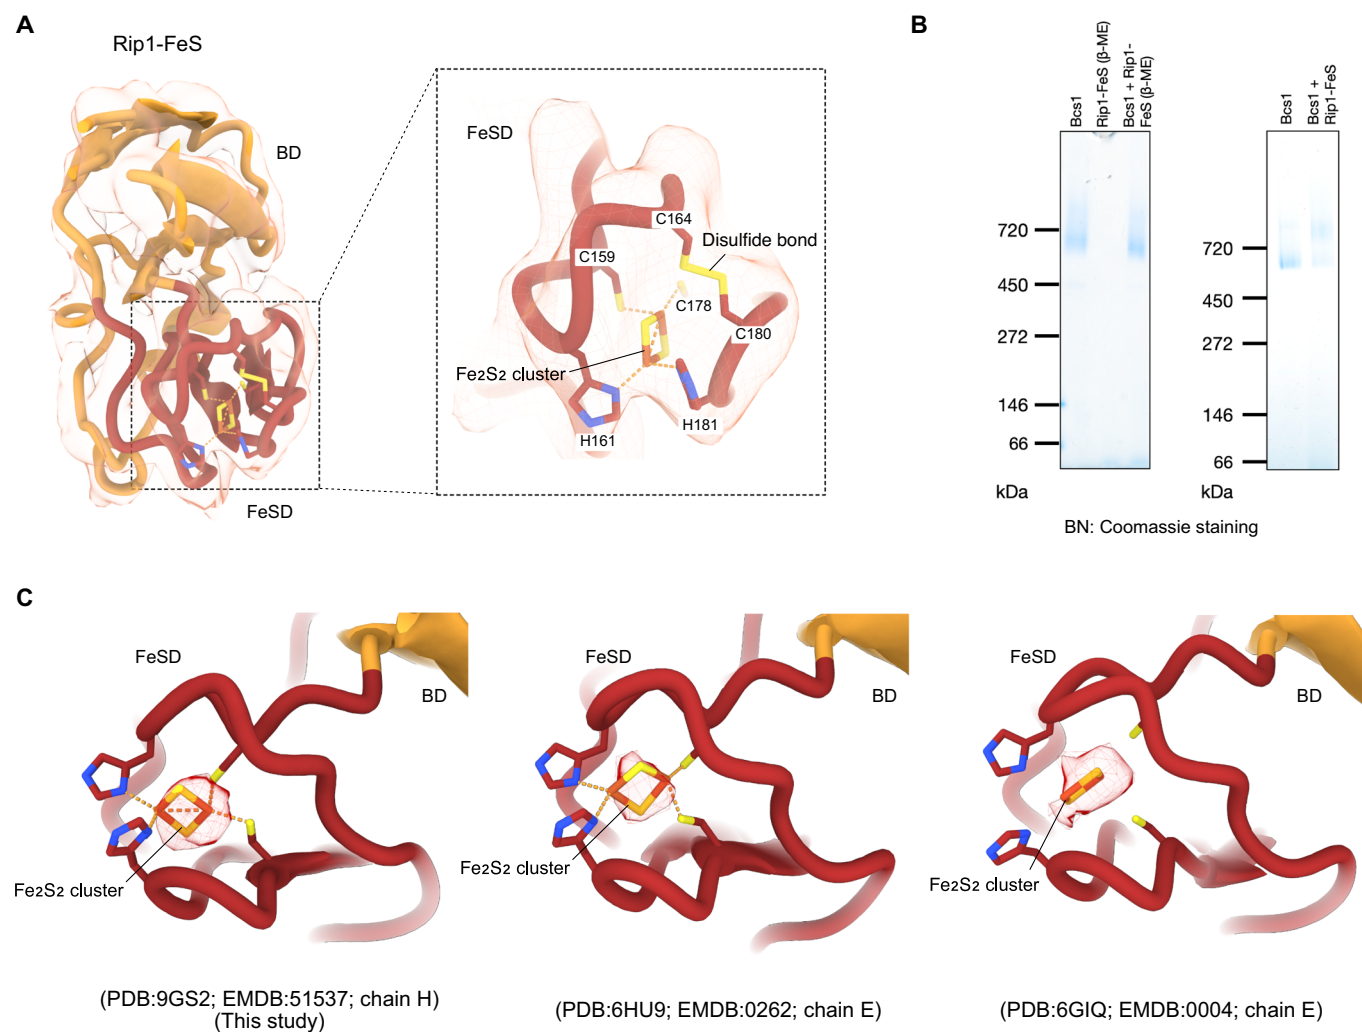 A
Rip1-FeS
BD
FeSD
FeSD
C164
Disulfide bond
C159
C178
C180
Fe2S2 cluster
H161
H181
B
Bcs1
Rip1-FeS (β-ME)
Bcs1 + Rip1-
FeS (β-ME)
720
450
272
146
66
kDa
Bcs1
Bcs1 +
Rip1-FeS
720
450
272
146
66
kDa
BN: Coomassie staining
C
FeSD
BD
Fe2S2 cluster
(PDB:9GS2; EMDB:51537; chain H)
(This study)
FeSD
BD
Fe2S2 cluster
(PDB:6HU9; EMDB:0262; chain E)
FeSD
BD
Fe2S2 cluster
(PDB:6GIQ; EMDB:0004; chain E)